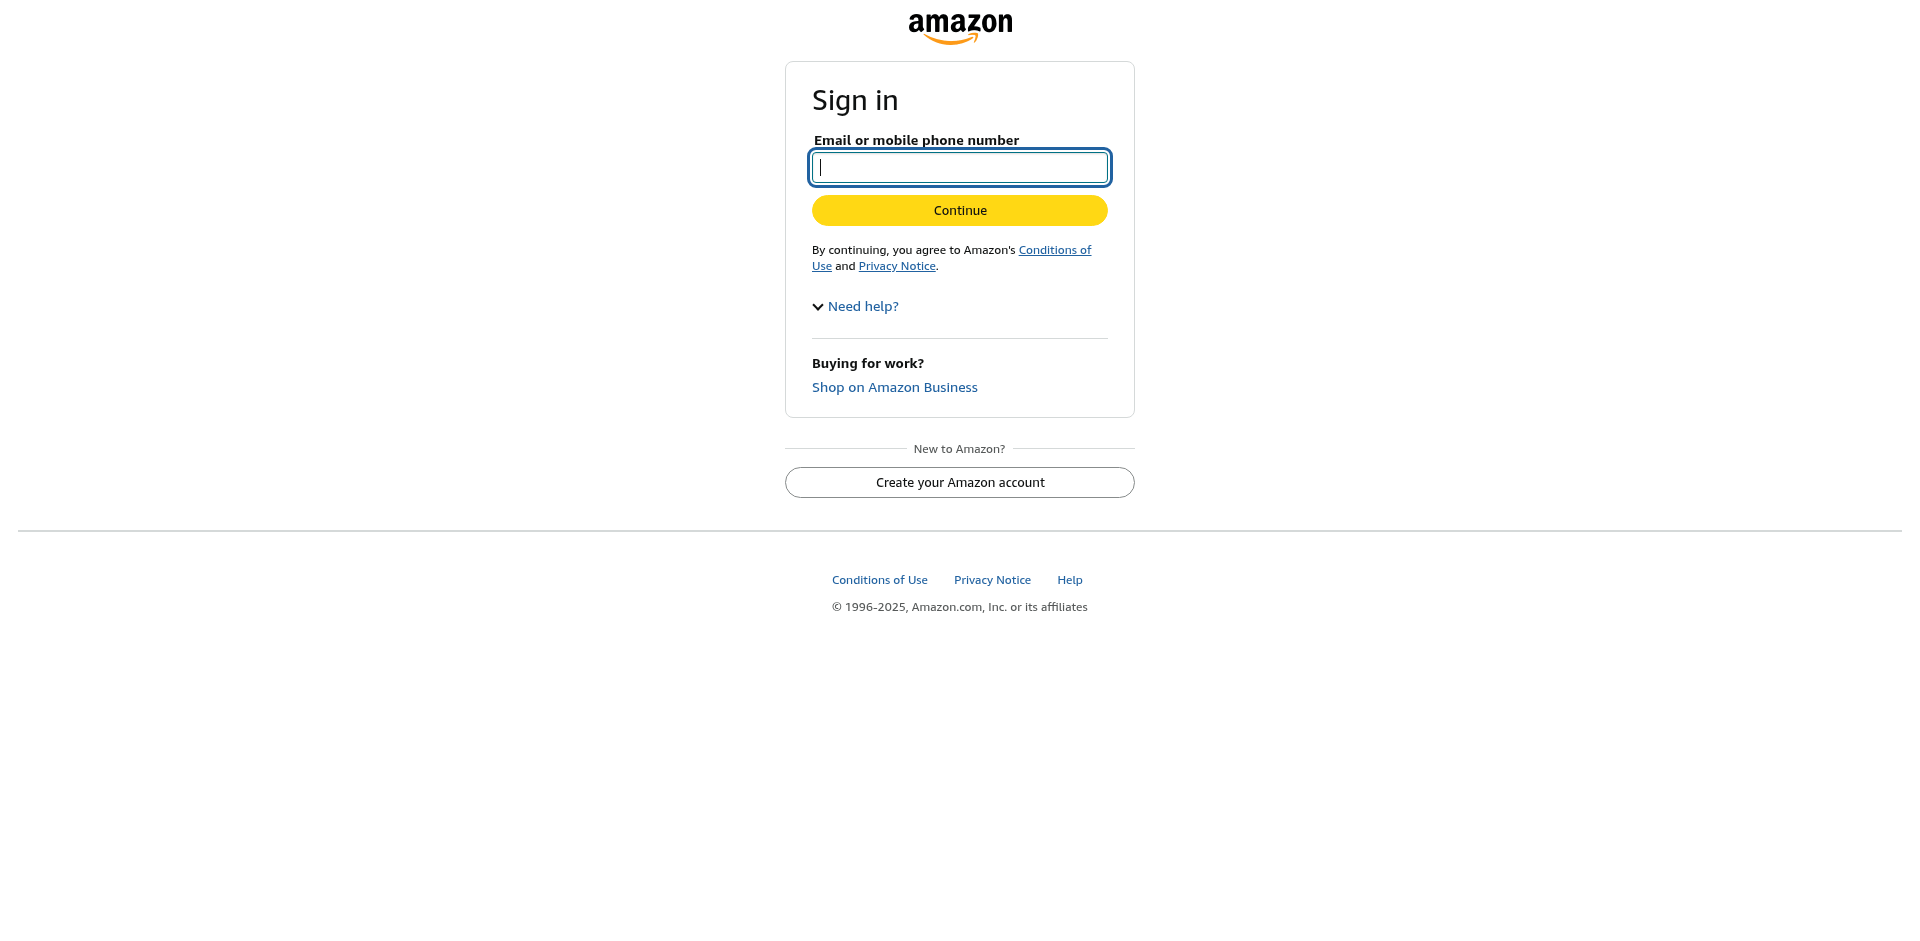 amazon
Sign in
Email or mobile phone number
Continue
By continuing, you agree to Amazon's Conditions of
Use and Privacy Notice.
Need help?
Buying for work?
Shop on Amazon Business
New to Amazon?
Create your Amazon account
Conditions of Use Privacy Notice Help
© 1996-2025, Amazon.com, Inc. or its affiliates